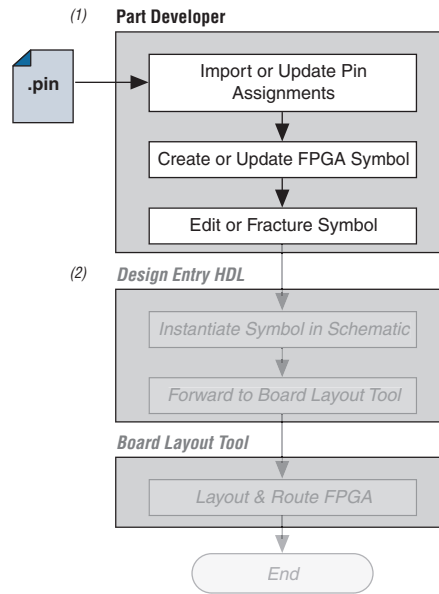 (1) Part Developer
.pin
Import or Update Pin
Assignments
Create or Update FPGA Symbol
Edit or Fracture Symbol
(2) Design Entry HDL
Instantiate Symbol in Schematic
Forward to Board Layout Tool
Board Layout Tool
Layout & Route FPGA
End